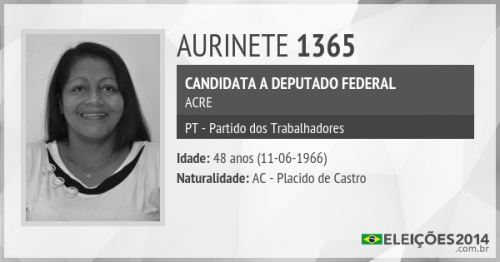 AURINETE 1365
CANDIDATA A DEPUTADO FEDERAL
ACRE
PT - Partido dos Trabalhadores
Idade: 48 anos (11-06-1966)
Naturalidade: AC - Placido de Castro
ELEIÇÕES2014
.com.br